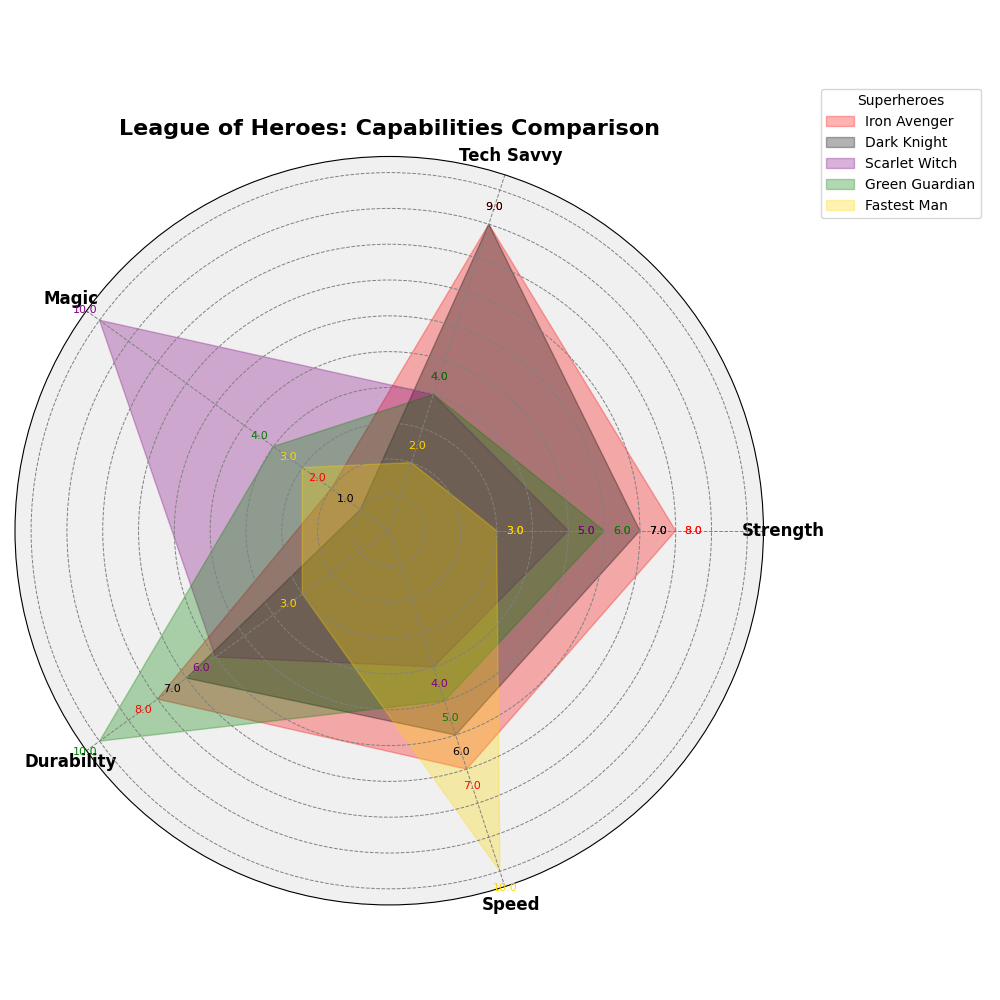 Superheroes
Iron Avenger
Dark Knight
Scarlet Witch
Green Guardian
Fastest Man
League of Heroes: Capabilities Comparison
Tech Savvy
9.0
Magic
10.0
4.0
4.0
3.0
2.0
2.0
1.0
3.0
5.0
6.0
7.0
8.0
Strength
3.0
6.0
7.0
8.0
10.0
Durability
4.0
5.0
6.0
7.0
10.0
Speed